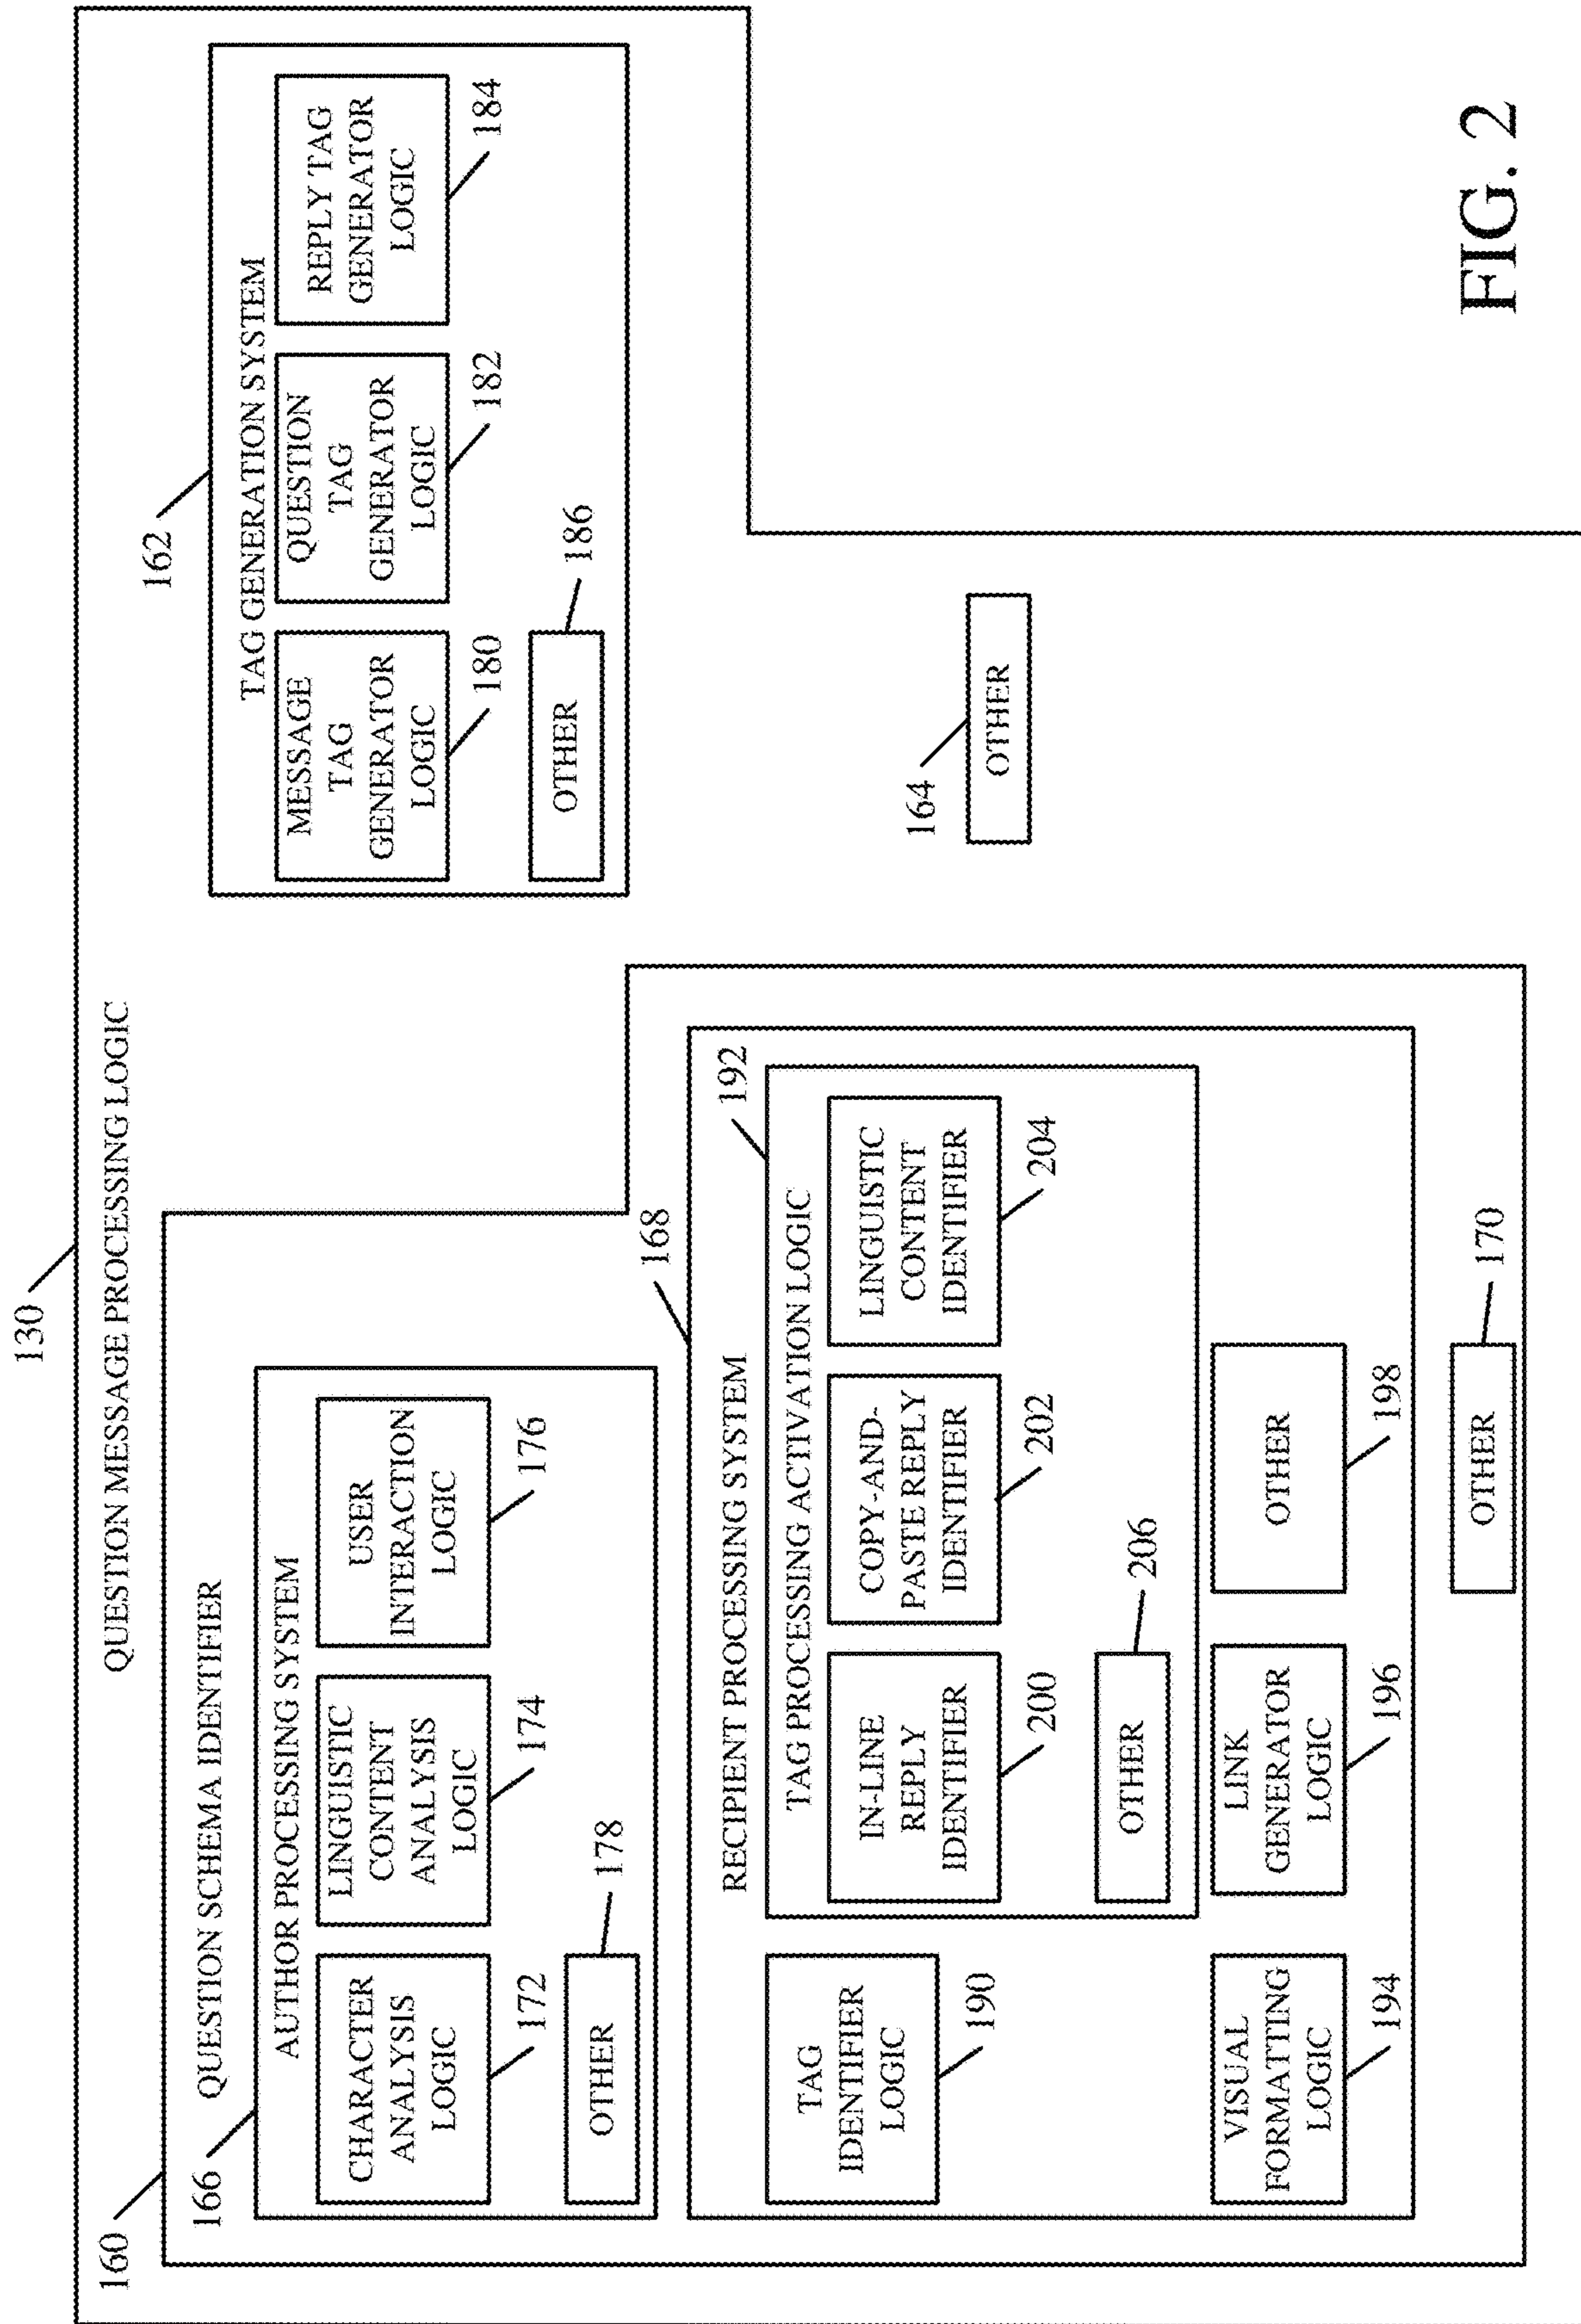 130
QUESTION MESSAGE PROCESSING LOGIC
160
QUESTION SCHEMA IDENTIFIER
166
AUTHOR PROCESSING SYSTEM
CHARACTER
ANALYSIS
LOGIC
172
LINGUISTIC
CONTENT
ANALYSIS
LOGIC
174
USER
INTERACTION
LOGIC
176
OTHER
178
162
TAG GENERATION SYSTEM
MESSAGE
TAG
GENERATOR
LOGIC
180
QUESTION
TAG
GENERATOR
LOGIC
182
REPLY TAG
GENERATOR
LOGIC
184
OTHER
186
168
RECIPIENT PROCESSING SYSTEM
192
TAG PROCESSING ACTIVATION LOGIC
TAG
IDENTIFIER
LOGIC
190
IN-LINE
REPLY
IDENTIFIER
200
COPY-AND-
PASTE REPLY
IDENTIFIER
202
LINGUISTIC
CONTENT
IDENTIFIER
204
OTHER
206
VISUAL
FORMATTING
LOGIC
194
LINK
GENERATOR
LOGIC
196
OTHER
198
OTHER
170
164
OTHER
FIG. 2